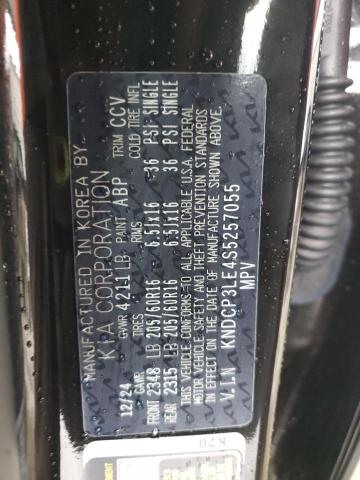 MANUFACTURED IN KOREA BY
KIA CORPORATION
12/24 GVWR 4211LB PAINT ABP TRIM CCV
GAWR TIRES RIMS COLD TIRE INFL
FRONT 2348 LB 205/60R16 6.5Jx16 36 PSI SINGLE
REAR 2315 LB 205/60R16 6.5Jx16 36 PSI SINGLE
THIS VEHICLE CONFORMS TO ALL APPLICABLE U.S.A. FEDERAL
MOTOR VEHICLE SAFETY AND BUMPER THEFT PREVENTION STANDARDS
IN EFFECT ON THE DATE OF MANUFACTURE SHOWN ABOVE.
V.I.N KNDCP3LE4S5257055
MPV
K20